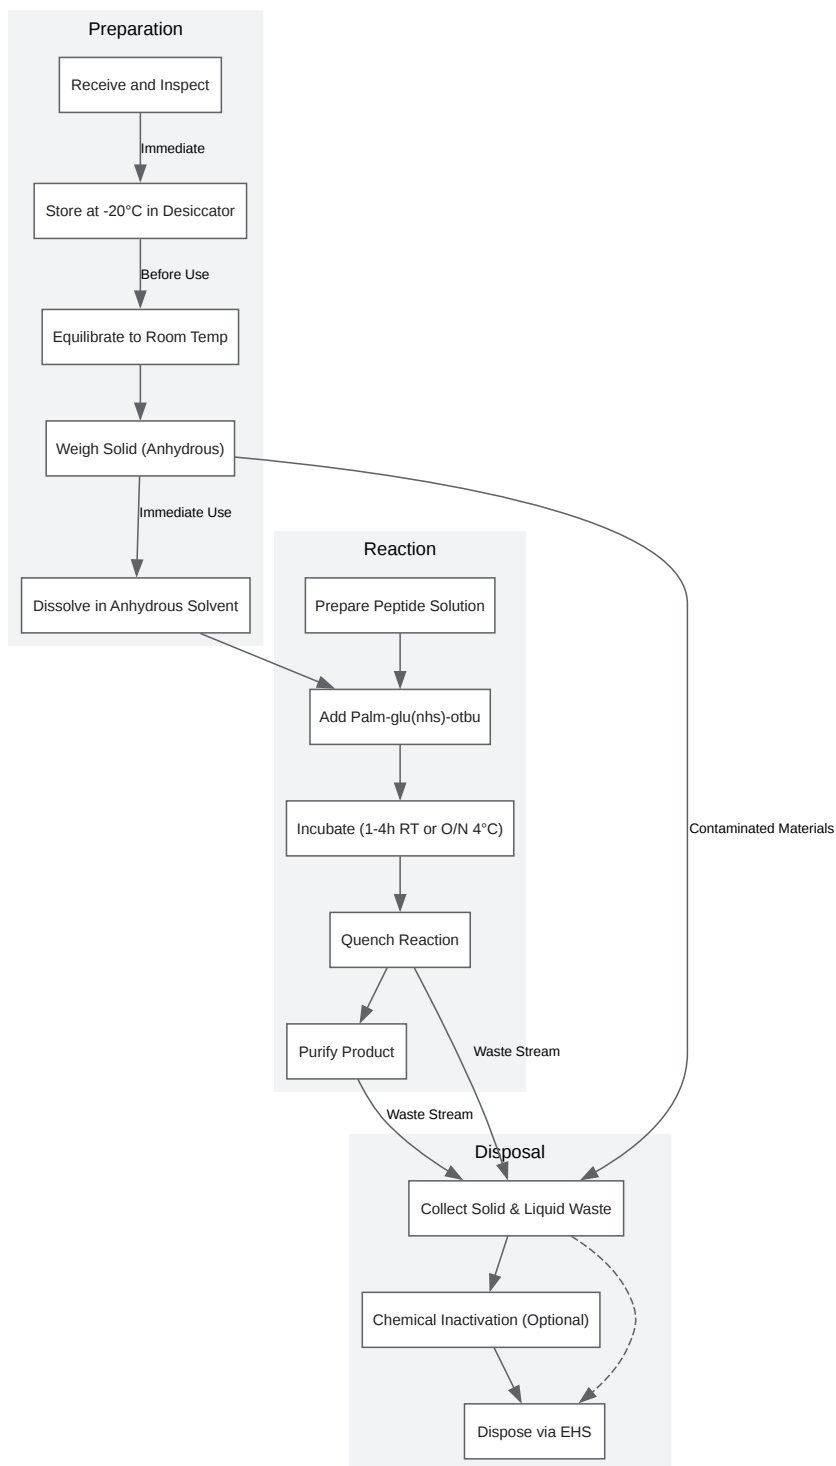 Preparation
Receive and Inspect
Immediate
Store at -20°C in Desiccator
Before Use
Equilibrate to Room Temp
Weigh Solid (Anhydrous)
Immediate Use
Dissolve in Anhydrous Solvent
Reaction
Prepare Peptide Solution
Add Palm-glu(nhs)-otbu
Incubate (1-4h RT or O/N 4°C)
Contaminated Materials
Quench Reaction
Purify Product
Waste Stream
Waste Stream
Disposal
Collect Solid & Liquid Waste
Chemical Inactivation (Optional)
Dispose via EHS